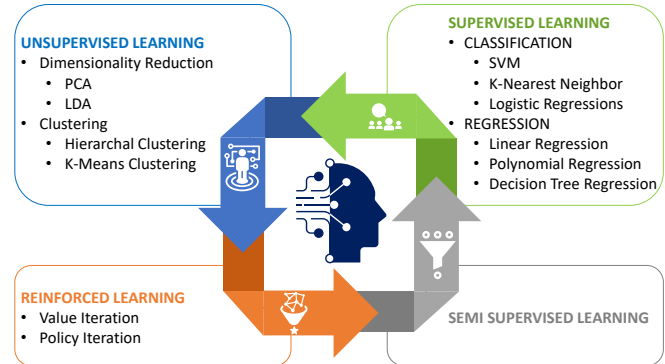 UNSUPERVISED LEARNING
• Dimensionality Reduction
• PCA
• LDA
• Clustering
• Hierarchal Clustering
• K-Means Clustering
SUPERVISED LEARNING
• CLASSIFICATION
• SVM
• K-Nearest Neighbor
• Logistic Regressions
• REGRESSION
• Linear Regression
• Polynomial Regression
• Decision Tree Regression
REINFORCED LEARNING
• Value Iteration
• Policy Iteration
SEMI SUPERVISED LEARNING